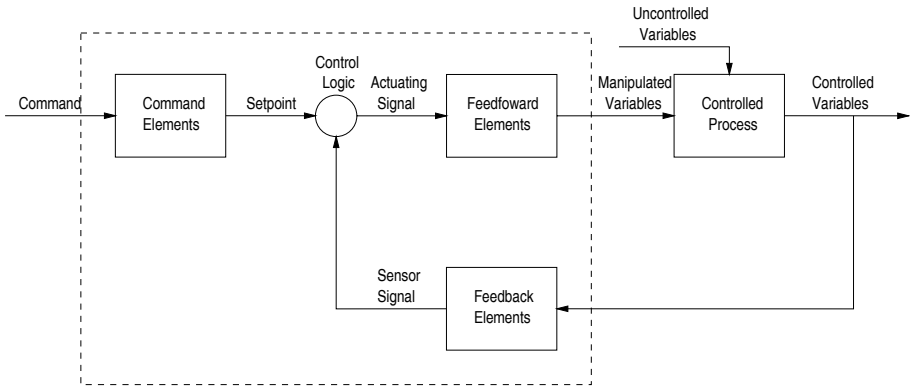 Uncontrolled
Variables
Control
Logic
Command
Command
Elements
Setpoint
Actuating
Signal
Feedfoward
Elements
Manipulated
Variables
Controlled
Process
Controlled
Variables
Sensor
Signal
Feedback
Elements